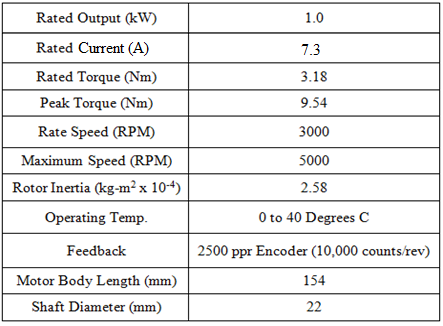 Rated Output (kW) 1.0
Rated Current (A) 7.3
Rated Torque (Nm) 3.18
Peak Torque (Nm) 9.54
Rate Speed (RPM) 3000
Maximum Speed (RPM) 5000
Rotor Inertia (kg-m² x 10⁻⁴) 2.58
Operating Temp. 0 to 40 Degrees C
Feedback 2500 ppr Encoder (10,000 counts/rev)
Motor Body Length (mm) 154
Shaft Diameter (mm) 22